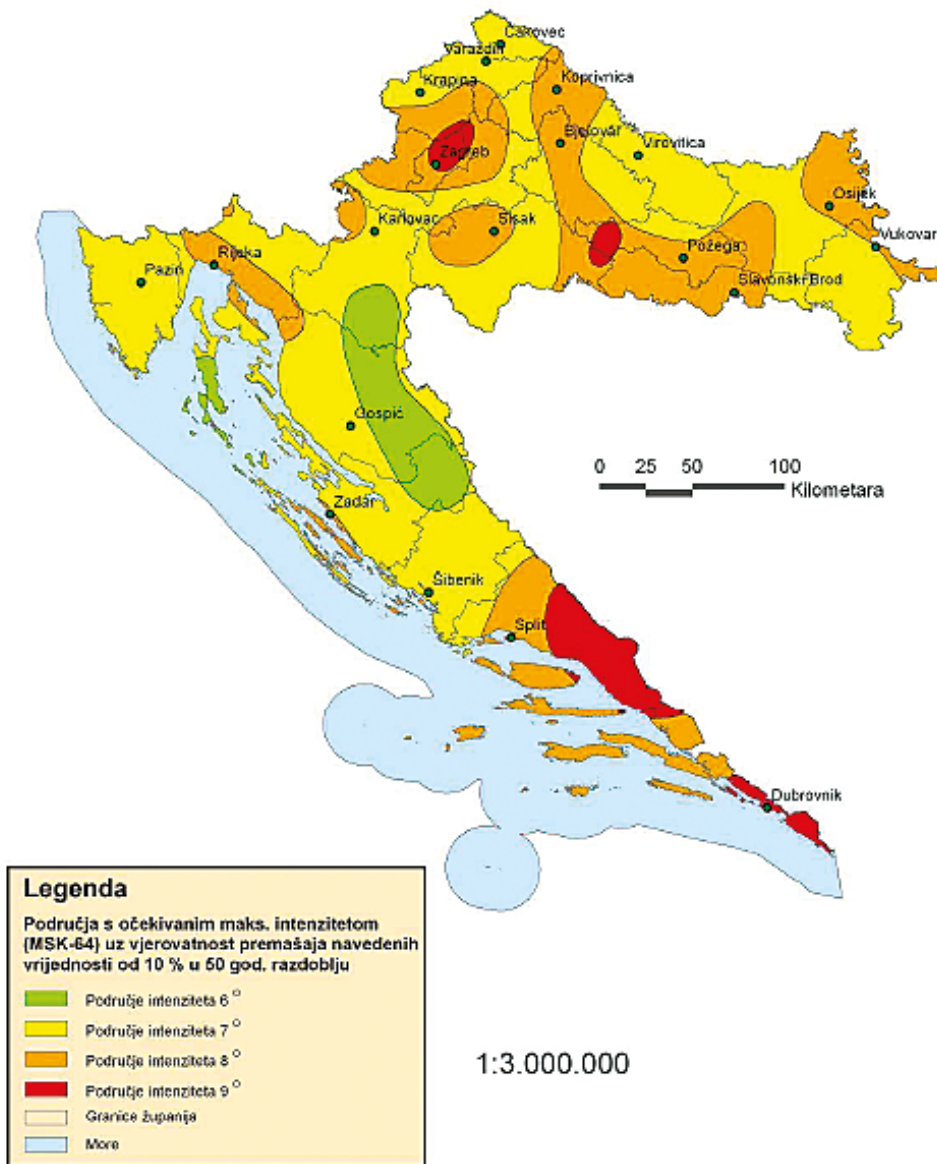 Čakovec
Varaždin
Krapina
Koprivnica
Bjelovar
Virovitica
Zagreb
Osijek
Karlovac
Sisak
Vukovar
Rijeka
Požega
Pazin
Slavonski Brod
Gospić
0 25 50 100
Kilometara
Zadar
Šibenik
Split
Dubrovnik
Legenda
Područja s očekivanim maks. intenzitetom
(MSK-64) uz vjerovatnost premašaja navedenih
vrijednosti od 10 % u 50 god. razdoblju
Područje intenziteta 6 °
Područje intenziteta 7 °
Područje intenziteta 8 °
Područje intenziteta 9 °
Granice županija
More
1:3.000.000